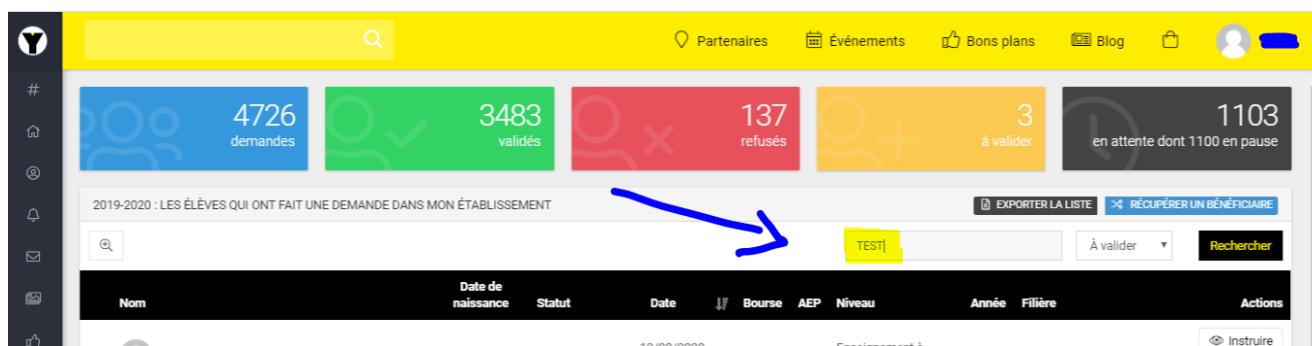 Partenaires Événements Bons plans Blog
#
4726 3483 137 3 1103
demandes validés refusés à valider en attente dont 1100 en pause
2019-2020 : LES ÉLÈVES QUI ONT FAIT UNE DEMANDE DANS MON ÉTABLISSEMENT EXPORTER LA LISTE RÉCUPÉRER UN BÉNÉFICIAIRE
TEST À valider Rechercher
Date de
Nom naissance Statut Date Bourse AEP Niveau Année Filière Actions
Instruire